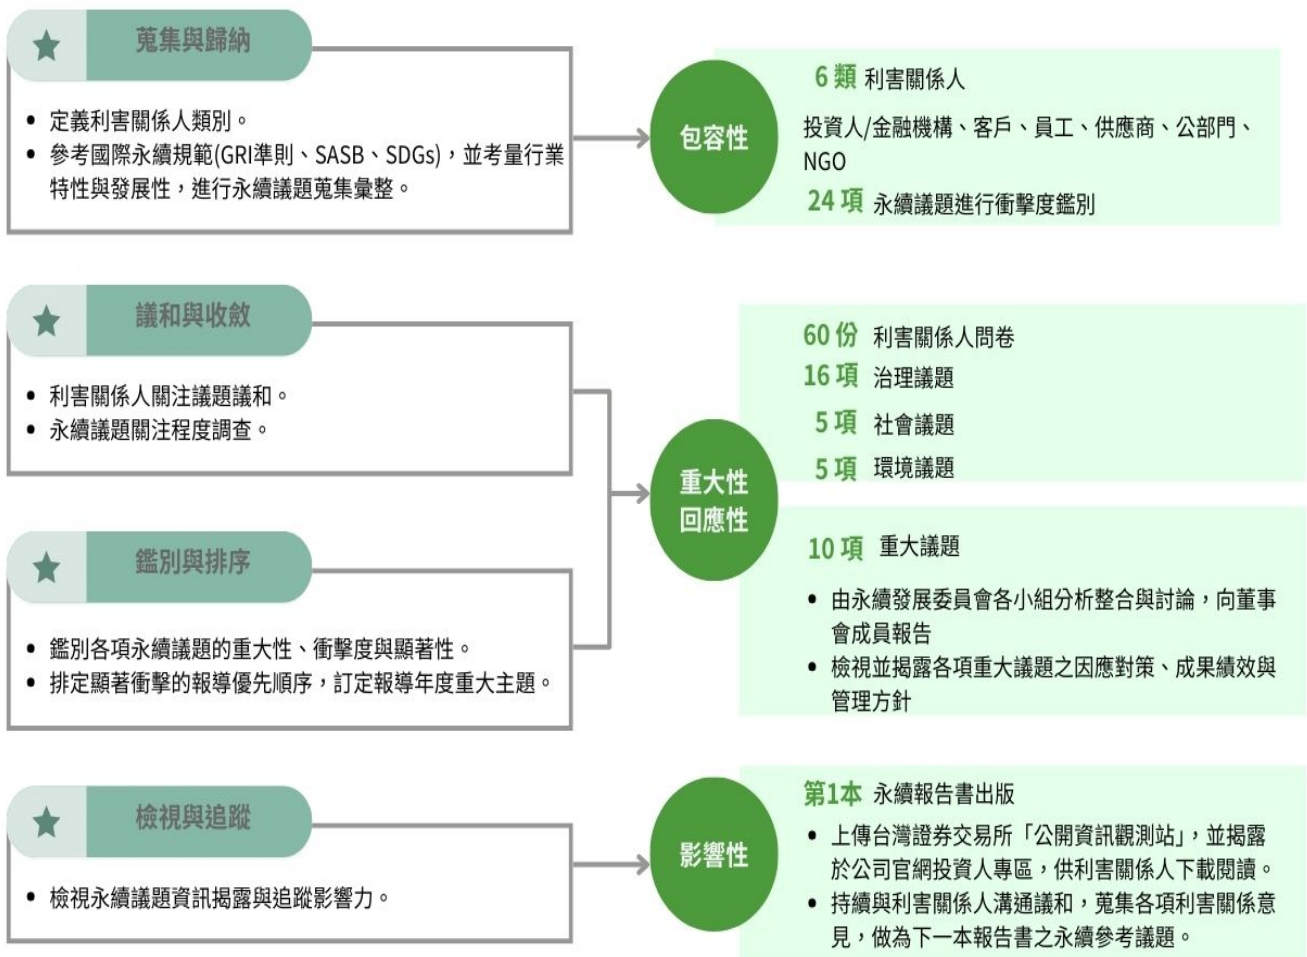 蒐集與歸納
• 定義利害關係人類別。
• 參考國際永續規範(GRI準則、SASB、SDGs)，並考量行業
特性與發展性，進行永續議題蒐集彙整。
包容性
6 類 利害關係人
投資人/金融機構、客戶、員工、供應商、公部門、
NGO
24 項 永續議題進行衝擊度鑑別
議和與收斂
• 利害關係人關注議題議和。
• 永續議題關注程度調查。
鑑別與排序
• 鑑別各項永續議題的重大性、衝擊度與顯著性。
• 排定顯著衝擊的報導優先順序，訂定報導年度重大主題。
重大性
回應性
60 份 利害關係人問卷
16 項 治理議題
5 項 社會議題
5 項 環境議題
10 項 重大議題
• 由永續發展委員會各小組分析整合與討論，向董事
會成員報告
• 檢視並揭露各項重大議題之因應對策、成果績效與
管理方針
檢視與追蹤
• 檢視永續議題資訊揭露與追蹤影響力。
影響性
第1本 永續報告書出版
• 上傳台灣證券交易所「公開資訊觀測站」，並揭露
於公司官網投資人專區，供利害關係人下載閱讀。
• 持續與利害關係人溝通議和，蒐集各項利害關係意
見，做為下一本報告書之永續參考議題。